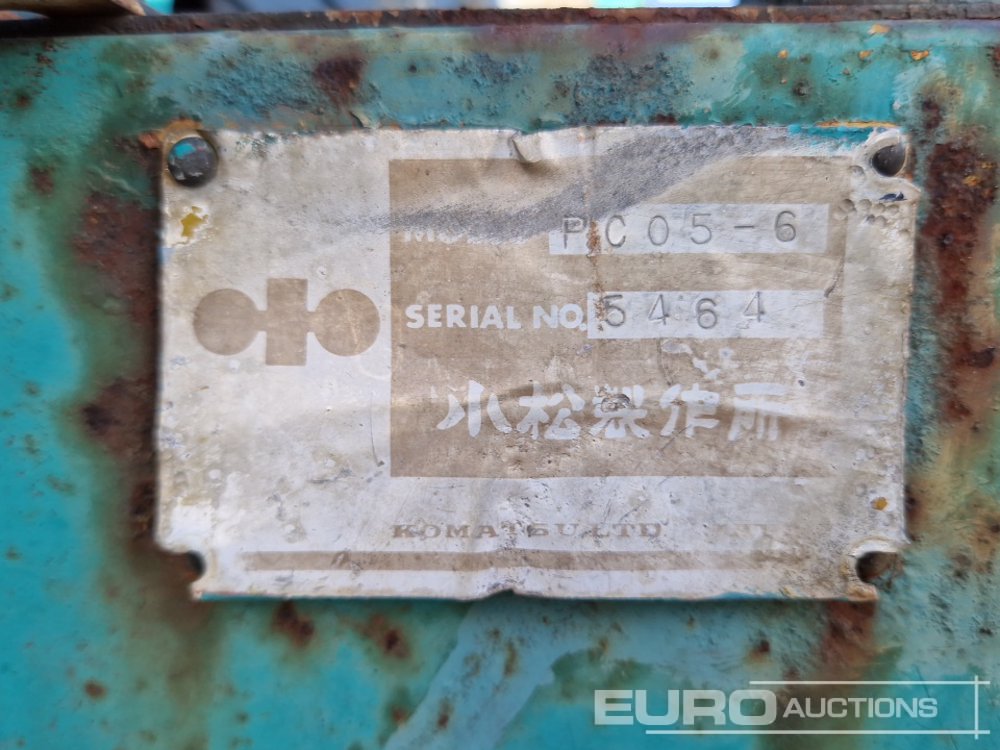 PC05-6
SERIAL NO. 5464
小松製作所
KOMATSU LTD
EURO AUCTIONS